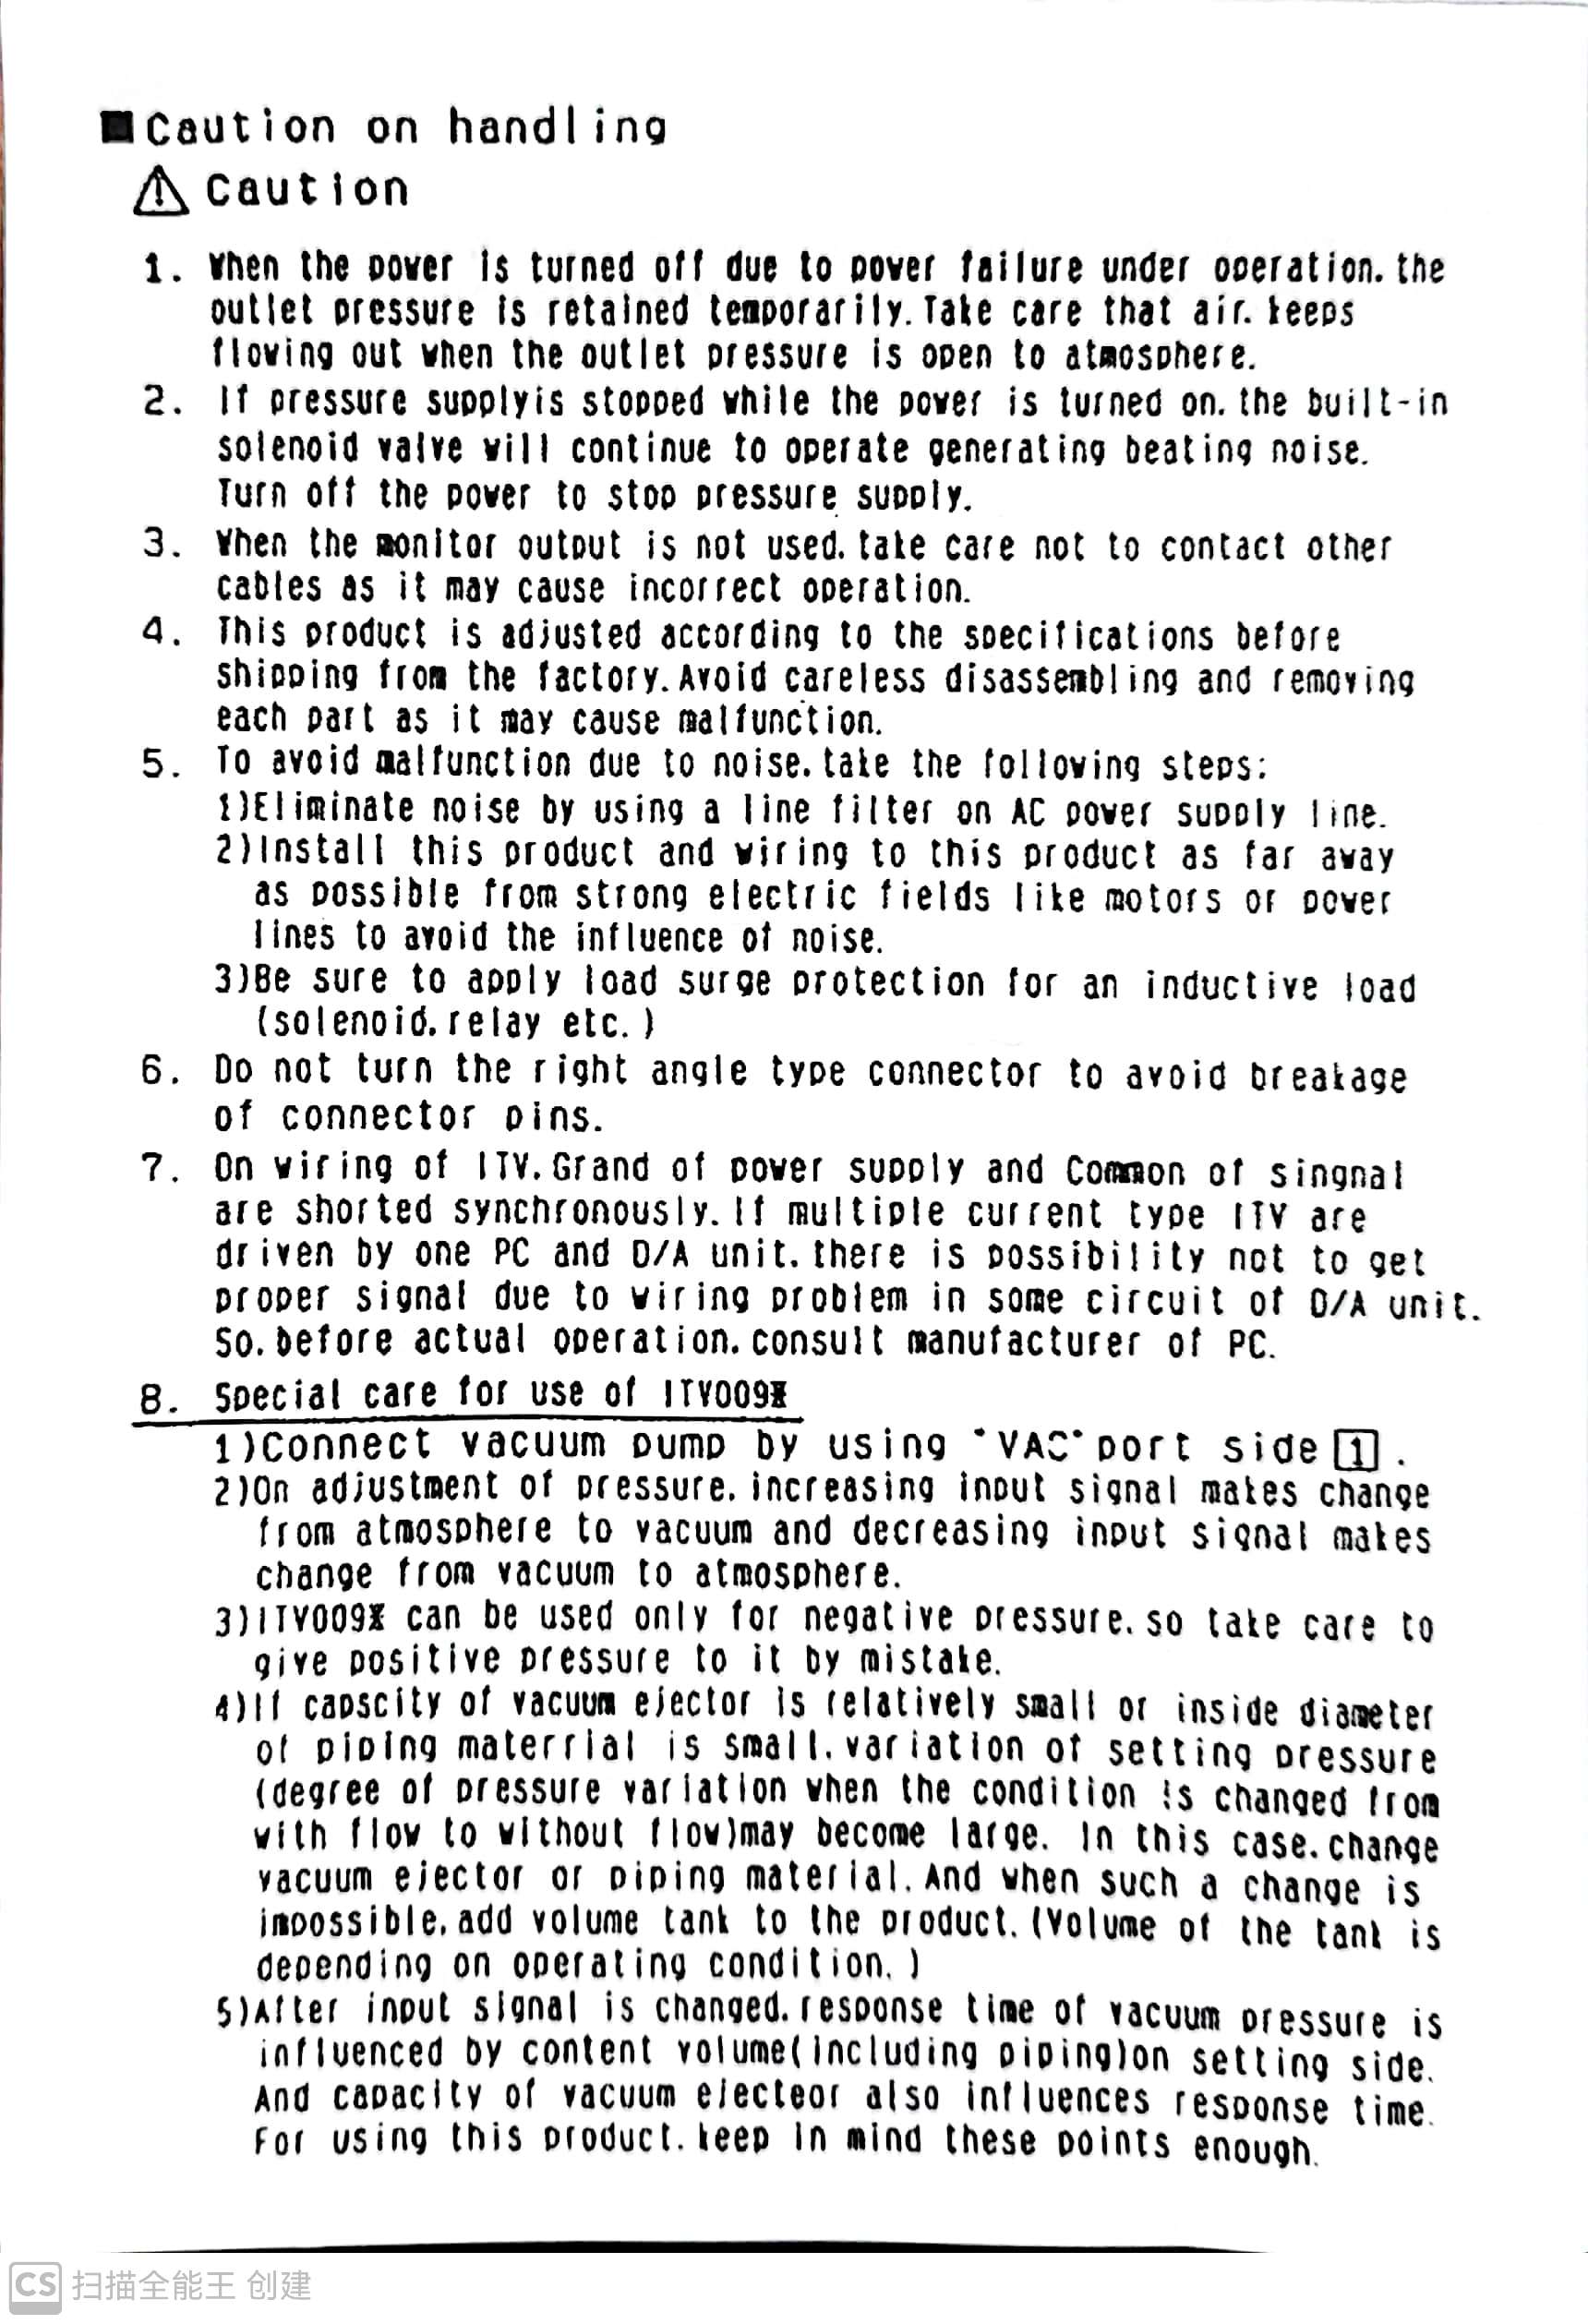 ■Caution on handling
⚠ Caution
1. When the power is turned off due to power failure under operation, the
outlet pressure is retained temporarily. Take care that air. keeps
flowing out when the outlet pressure is open to atmosphere.
2. If pressure supplyis stopped while the power is turned on, the built-in
solenoid valve will continue to operate generating beating noise.
Turn off the power to stop pressure supply.
3. When the monitor output is not used, take care not to contact other
cables as it may cause incorrect operation.
4. This product is adjusted according to the specifications before
shipping from the factory. Avoid careless disassembling and removing
each part as it may cause malfunction.
5. To avoid malfunction due to noise, take the following steps:
1)Eliminate noise by using a line filter on AC power supply line.
2)Install this product and wiring to this product as far away
as possible from strong electric fields like motors or power
lines to avoid the influence of noise.
3)Be sure to apply load surge protection for an inductive load
(solenoid, relay etc.)
6. Do not turn the right angle type connector to avoid breakage
of connector pins.
7. On wiring of ITV, Grand of power supply and Common of singnal
are shorted synchronously. If multiple current type ITV are
driven by one PC and D/A unit, there is possibility not to get
proper signal due to wiring problem in some circuit of D/A unit.
So, before actual operation, consult manufacturer of PC.
8. Special care for use of ITV009※
1)Connect vacuum pump by using "VAC" port side [1].
2)On adjustment of pressure, increasing input signal makes change
from atmosphere to vacuum and decreasing input signal makes
change from vacuum to atmosphere.
3)ITV009※ can be used only for negative pressure, so take care to
give positive pressure to it by mistake.
4)If capscity of vacuum ejector is relatively small or inside diameter
of piping materrial is small, variation of setting pressure
(degree of pressure variation when the condition is changed from
with flow to without flow)may become large. In this case, change
vacuum ejector or piping material. And when such a change is
impossible, add volume tank to the product. (Volume of the tank is
depending on operating condition.)
5)After input signal is changed, response time of vacuum pressure is
influenced by content volume(including piping)on setting side.
And capacity of vacuum ejecteor also influences response time.
For using this product, keep in mind these points enough.
CS 扫描全能王 创建